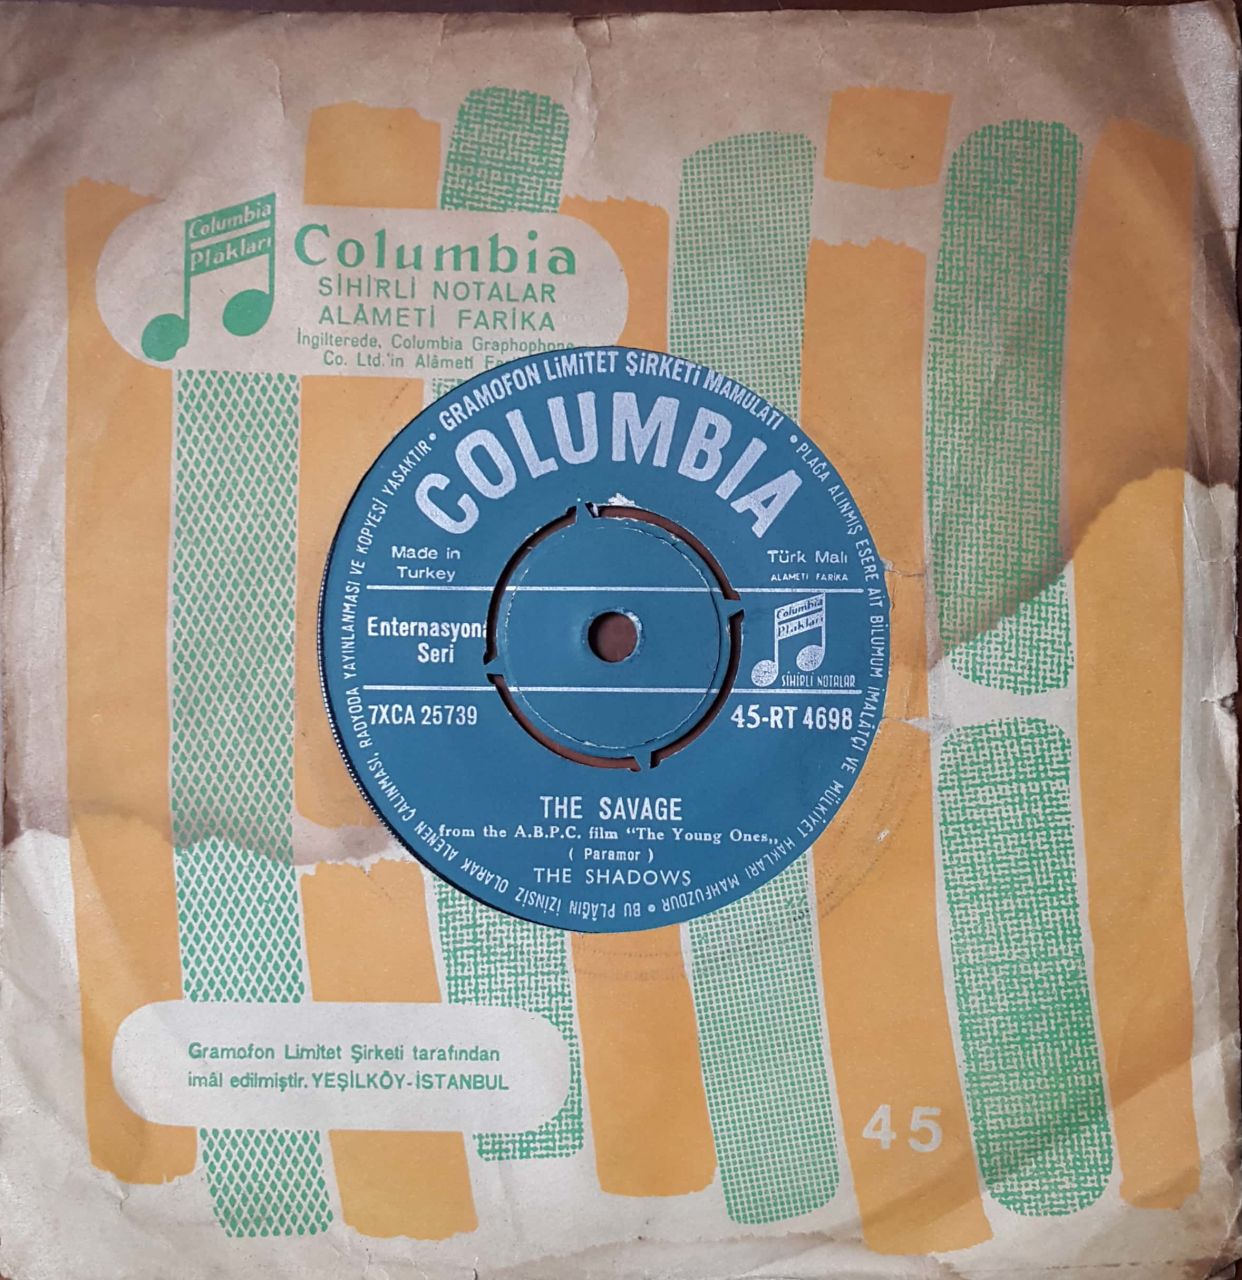 Columbia
Plakları
Columbia
SİHİRLİ NOTALAR
ALÂMETİ FARİKA
İngilterede, Columbia Graphophone
Co. Ltd.'in Alâmeti
GRAMOFON LİMİTET ŞİRKETİ MAMULATI
• PLAĞA ALINMIŞ ESERE AİT BİLUMUM İMALÂTÇI VE MÜLKİYET HAKLARI MAHFUZDUR • BU PLÂĞIN İZİNSİZ OLARAK ALENEN ÇALINMASI, RADYODA YAYINLANMASI VE KOPYESİ YASAKTIR •
COLUMBIA
Made in
Turkey
Türk Malı
ALAMETİ FARİKA
Columbia
Plakları
SİHİRLİ NOTALAR
Enternasyon
Seri
7XCA 25739
45-RT 4698
THE SAVAGE
from the A.B.P.C. film “The Young Ones„
( Paramor )
THE SHADOWS
Gramofon Limitet Şirketi tarafından
imâl edilmiştir. YEŞİLKÖY-İSTANBUL
45